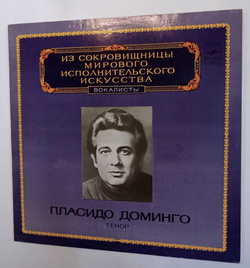 ИЗ СОКРОВИЩНИЦЫ
МИРОВОГО
ИСПОЛНИТЕЛЬСКОГО
ИСКУССТВА
ВОКАЛИСТЫ
ПЛАСИДО ДОМИНГО
ТЕНОР